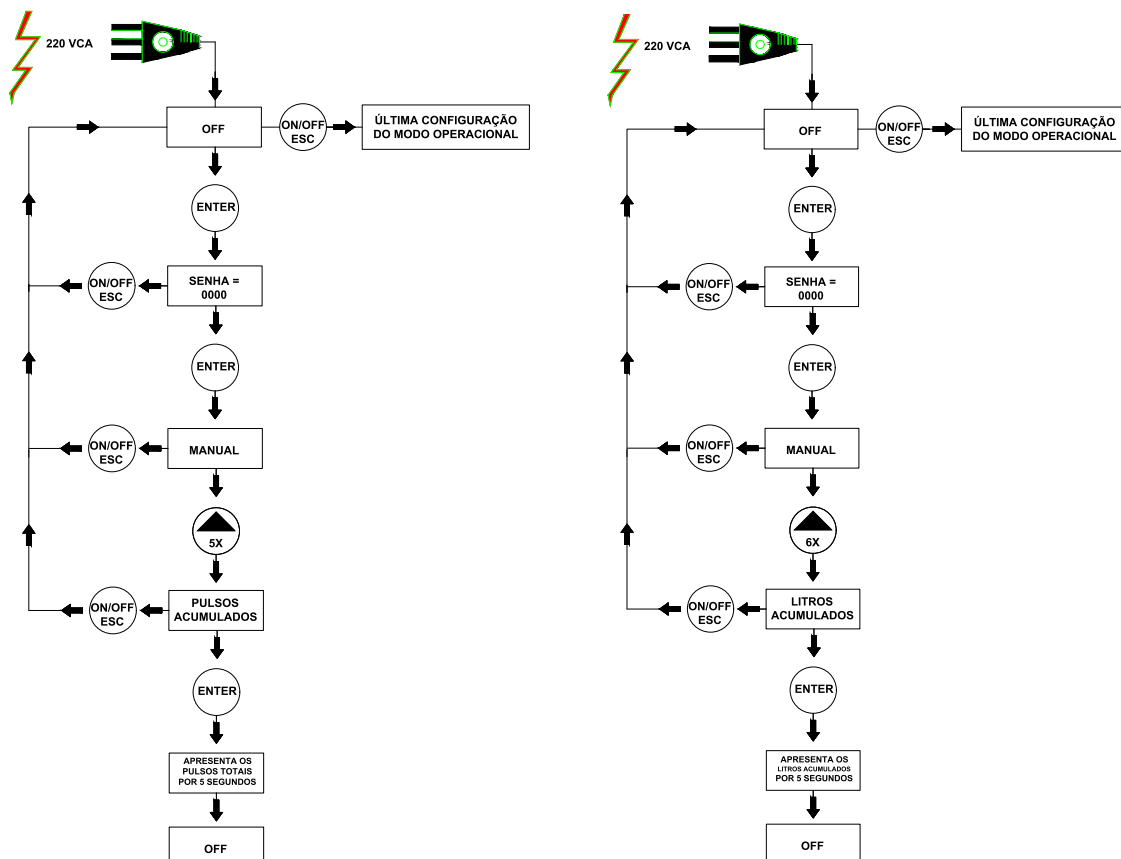 220 VCA
OFF
ON/OFF
ESC
ÚLTIMA CONFIGURAÇÃO
DO MODO OPERACIONAL
ENTER
ON/OFF
ESC
SENHA =
0000
ENTER
ON/OFF
ESC
MANUAL
5X
ON/OFF
ESC
PULSOS
ACUMULADOS
ENTER
APRESENTA OS
PULSOS TOTAIS
POR 5 SEGUNDOS
OFF
220 VCA
OFF
ON/OFF
ESC
ÚLTIMA CONFIGURAÇÃO
DO MODO OPERACIONAL
ENTER
ON/OFF
ESC
SENHA =
0000
ENTER
ON/OFF
ESC
MANUAL
6X
ON/OFF
ESC
LITROS
ACUMULADOS
ENTER
APRESENTA OS
LITROS ACUMULADOS
POR 5 SEGUNDOS
OFF